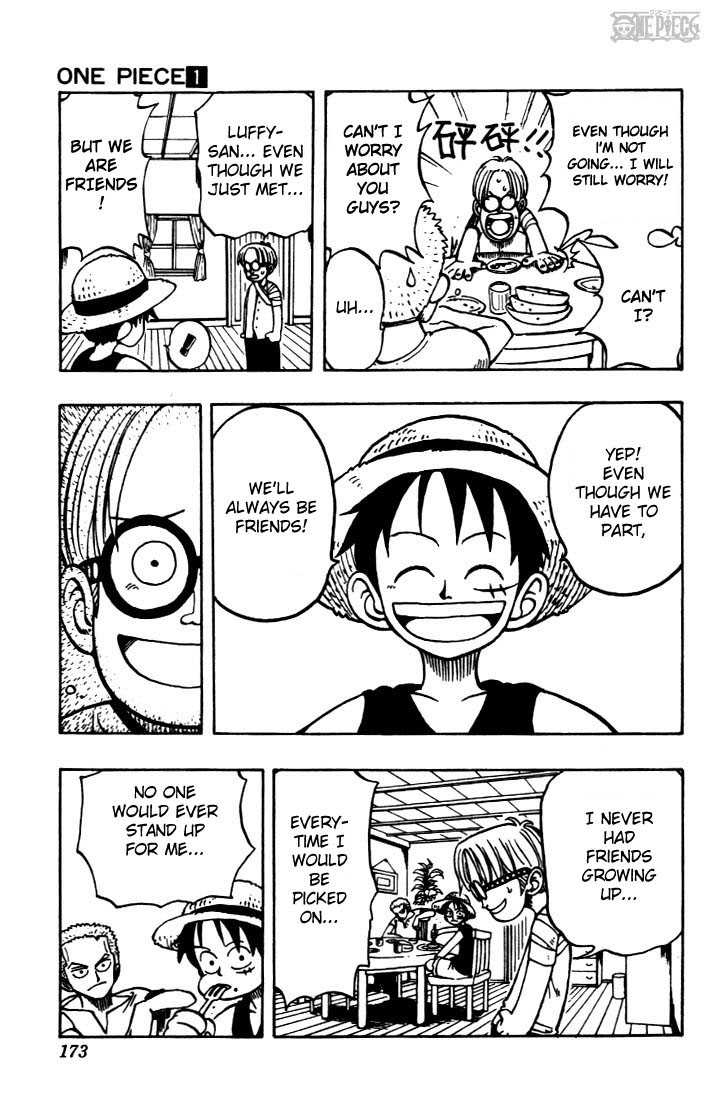 ONE PIECE
ONE PIECE 1
EVEN THOUGH
I'M NOT
GOING... I WILL
STILL WORRY!
砰砰!!
CAN'T I
WORRY
ABOUT
YOU
GUYS?
CAN'T
I?
UH...
LUFFY-
SAN... EVEN
THOUGH WE
JUST MET...
BUT WE
ARE
FRIENDS
!
!
YEP!
EVEN
THOUGH WE
HAVE TO
PART,
WE'LL
ALWAYS BE
FRIENDS!
I NEVER
HAD
FRIENDS
GROWING
UP...
EVERY-
TIME I
WOULD
BE
PICKED
ON...
NO ONE
WOULD EVER
STAND UP
FOR ME...
173